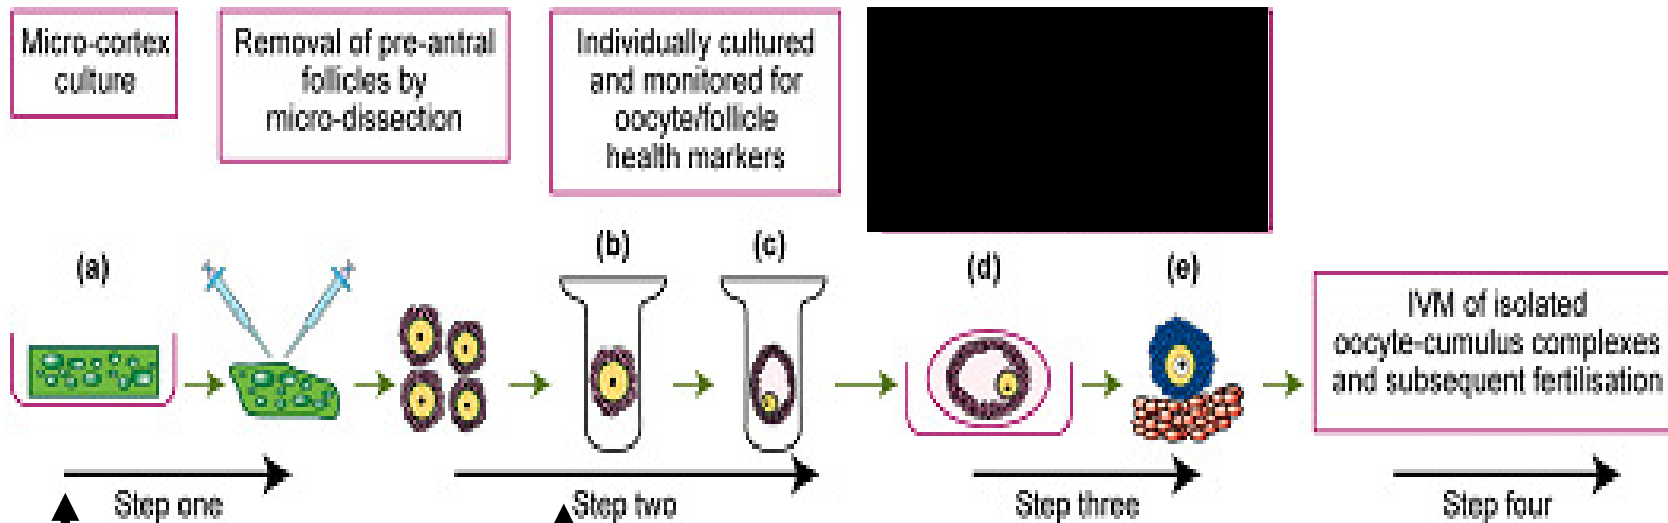 Micro-cortex
culture
Removal of pre-antral
follicles by
micro-dissection
Individually cultured
and monitored for
oocyte/follicle
health markers
(a)
(b)
(c)
(d)
(e)
IVM of isolated
oocyte-cumulus complexes
and subsequent fertilisation
Step one
Step two
Step three
Step four